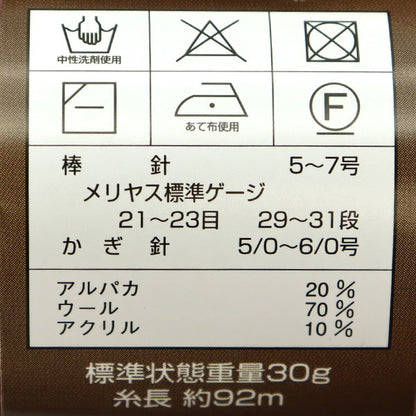 中性洗剤使用
あて布使用
F
棒 針 5〜7号
メリヤス標準ゲージ
21〜23目 29〜31段
かぎ針 5/0〜6/0号
アルパカ 20%
ウール 70%
アクリル 10%
標準状態重量30g
糸長 約92m